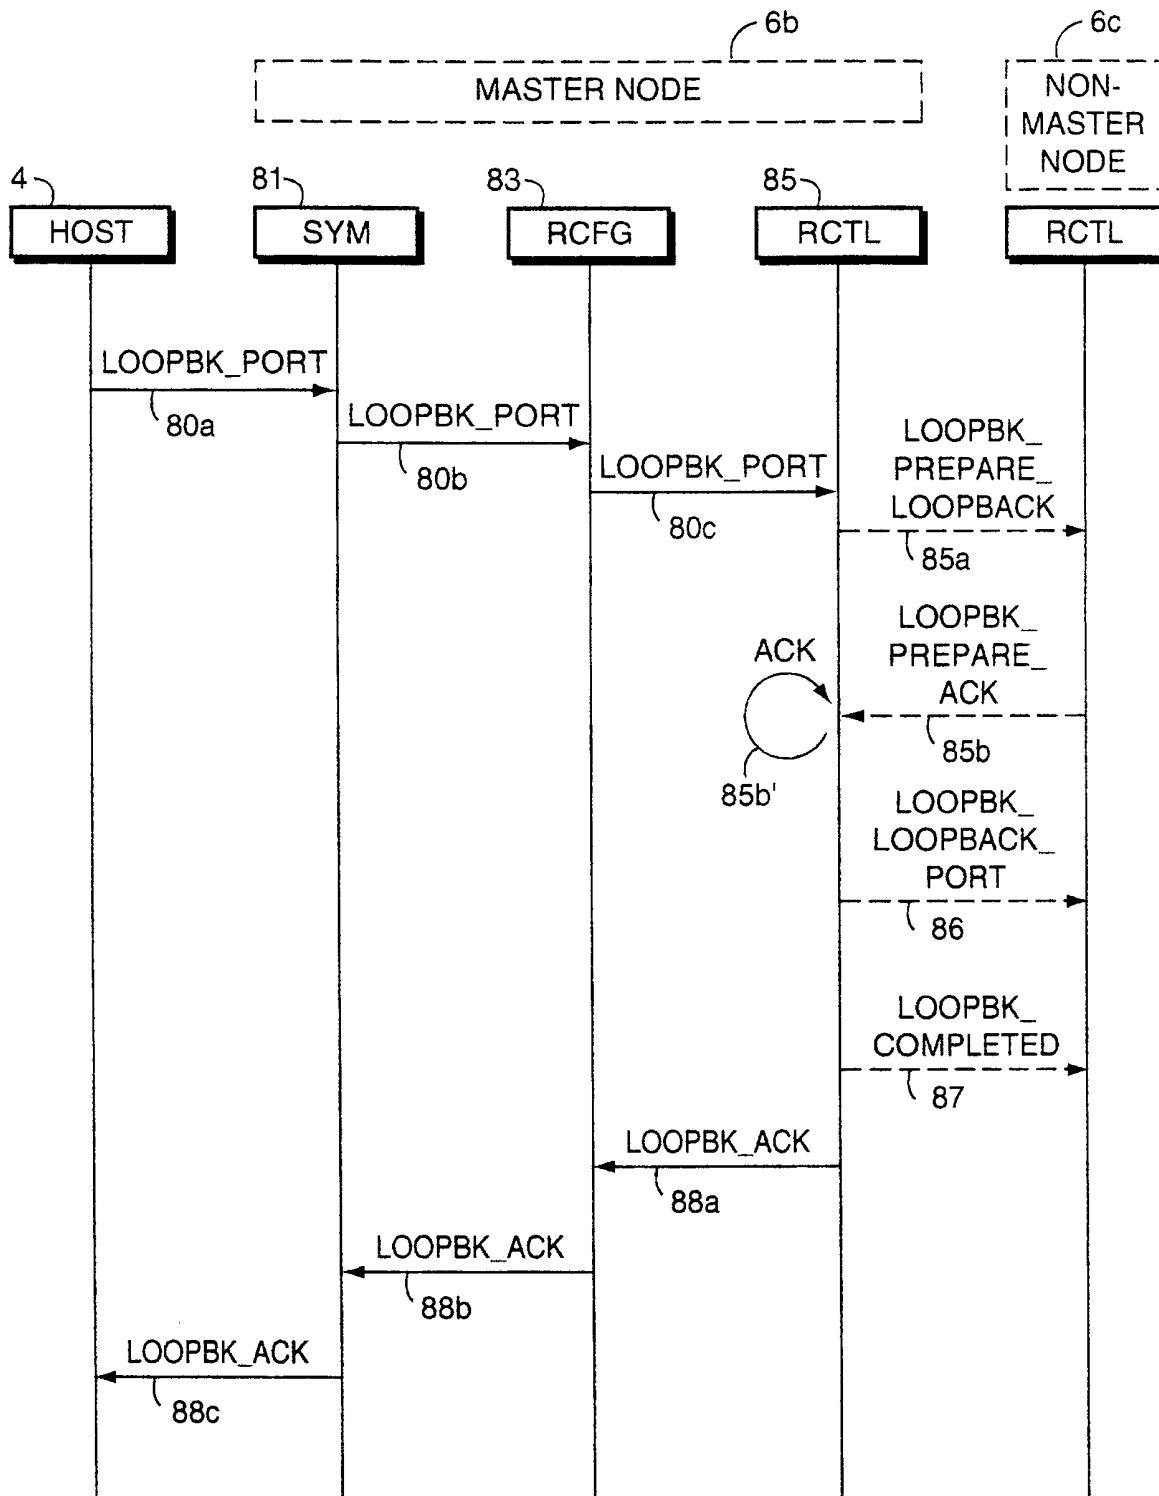 6b
6c
MASTER NODE
NON-
MASTER
NODE
4
81
83
85
HOST
SYM
RCFG
RCTL
RCTL
LOOPBK_PORT
80a
LOOPBK_PORT
80b
LOOPBK_PORT
80c
LOOPBK_
PREPARE_
LOOPBACK
85a
LOOPBK_
PREPARE_
ACK
85b
ACK
85b'
LOOPBK_
LOOPBACK_
PORT
86
LOOPBK_
COMPLETED
87
LOOPBK_ACK
88a
LOOPBK_ACK
88b
LOOPBK_ACK
88c